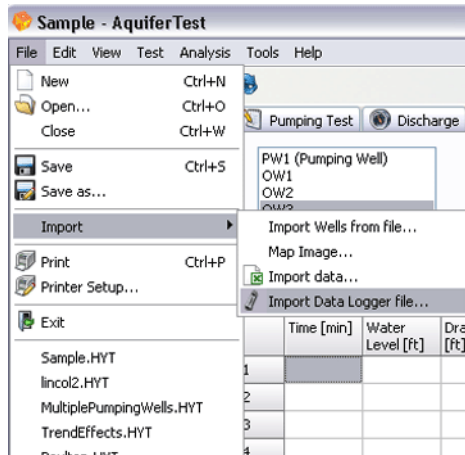 Sample - AquiferTest
File Edit View Test Analysis Tools Help
New Ctrl+N
Open... Ctrl+O
Close Ctrl+W
Save Ctrl+S
Save as...
Import
Print Ctrl+P
Printer Setup...
Exit
Sample.HYT
lincol2.HYT
MultiplePumpingWells.HYT
TrendEffects.HYT
Pumping Test Discharge
PW1 (Pumping Well)
OW1
OW2
OW3
Import Wells from file...
Map Image...
Import data...
Import Data Logger file...
Time [min] Water Level [ft] Dra [ft]
1
2
3
4